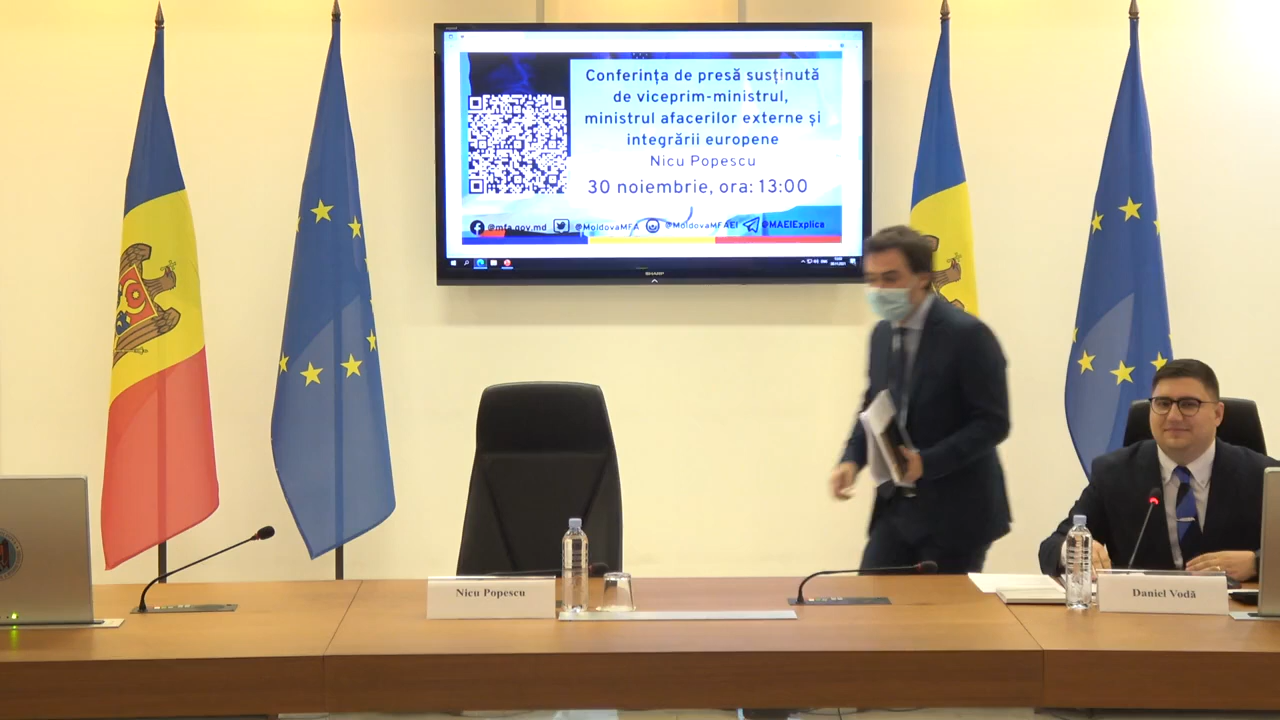 Conferința de presă susținută
de viceprim-ministrul,
ministrul afacerilor externe și
integrării europene
Nicu Popescu
30 noiembrie, ora: 13:00
@mfa.gov.md @MoldovaMFA @MoldovaMFAEI @MAEIExplica
SHARP
Nicu Popescu
Daniel Vodă